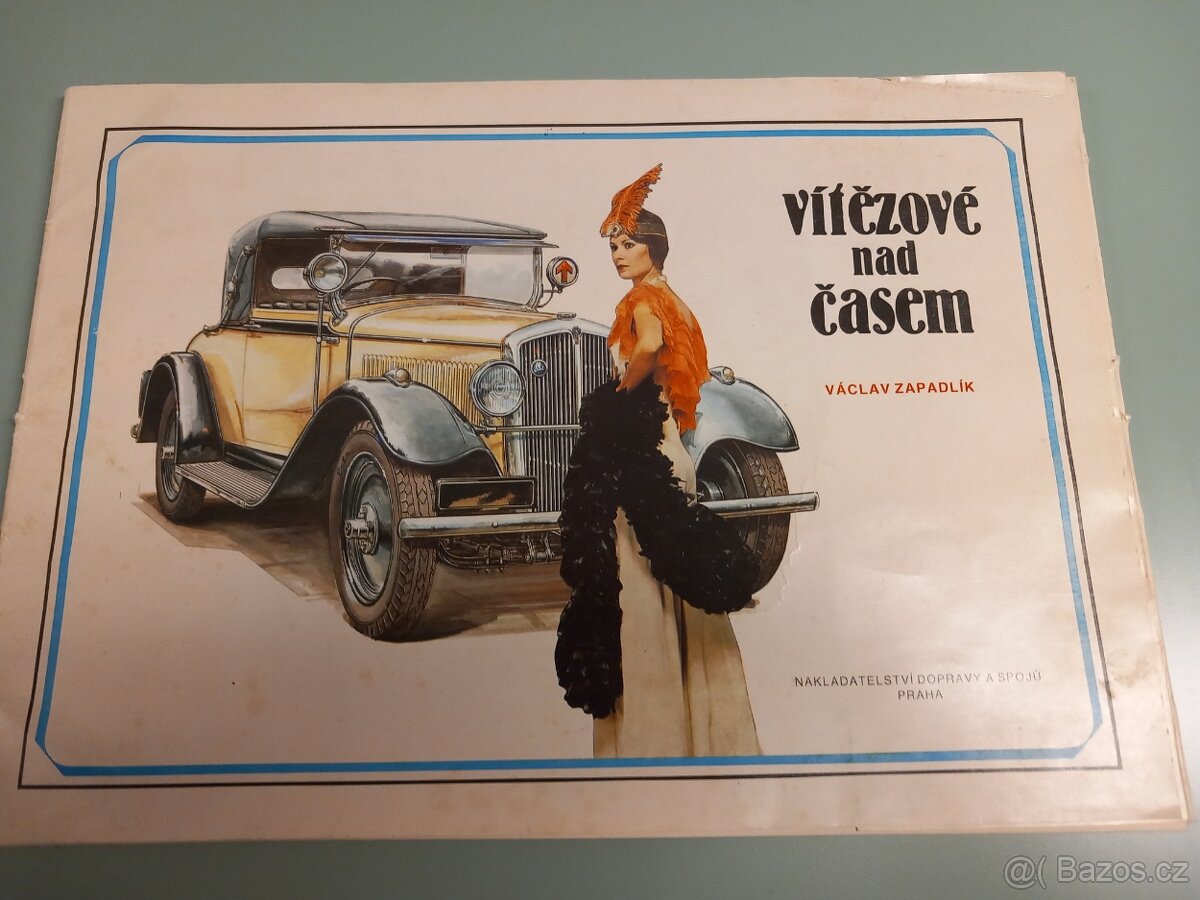 vítězové
nad
časem
VÁCLAV ZAPADLÍK
NAKLADATELSTVÍ DOPRAVY A SPOJŮ
PRAHA
@( Bazos.cz